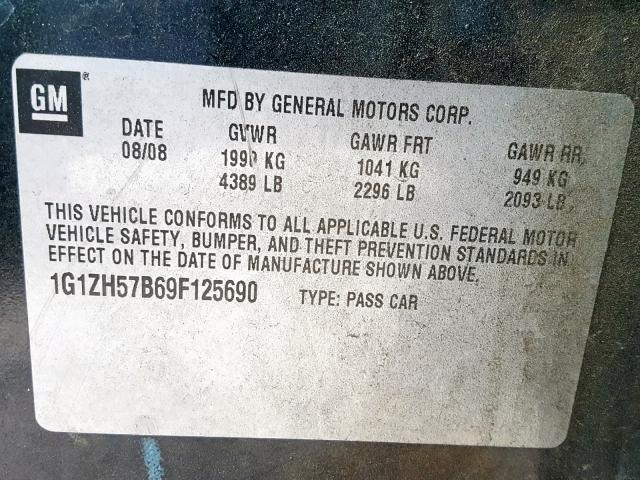 GM ®
MFD BY GENERAL MOTORS CORP.
DATE GVWR GAWR FRT GAWR RR
08/08 1990 KG 1041 KG 949 KG
4389 LB 2296 LB 2093 LB
THIS VEHICLE CONFORMS TO ALL APPLICABLE U.S. FEDERAL MOTOR
VEHICLE SAFETY, BUMPER, AND THEFT PREVENTION STANDARDS IN
EFFECT ON THE DATE OF MANUFACTURE SHOWN ABOVE.
1G1ZH57B69F125690 TYPE: PASS CAR